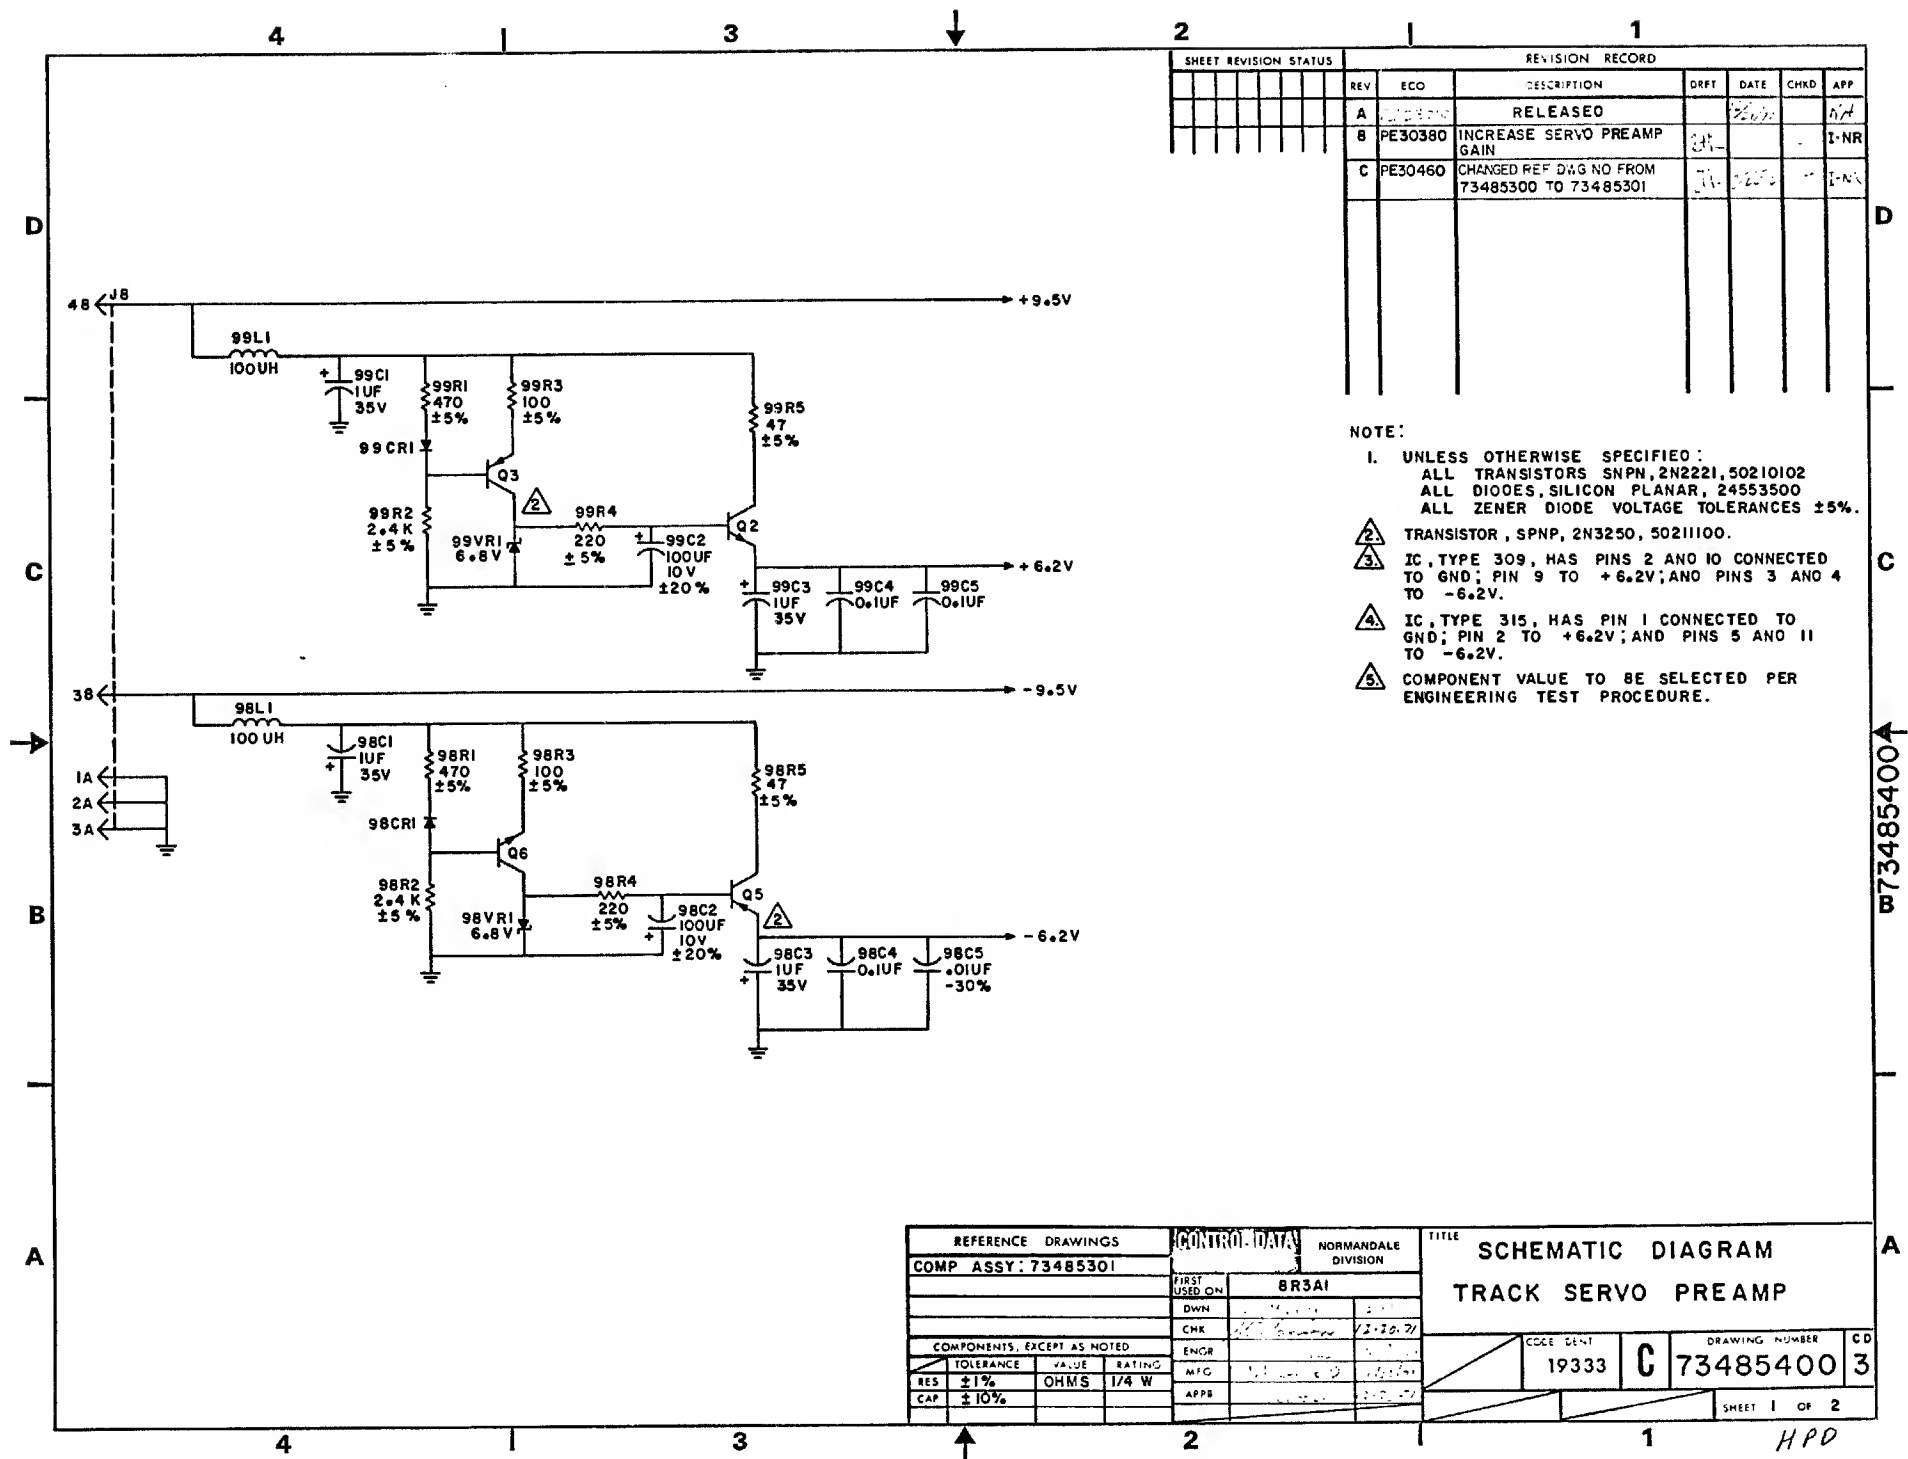 4 3 2 1
SHEET REVISION STATUS
REVISION RECORD
REV ECO DESCRIPTION DRFT DATE CHKD APP
A RELEASED
B PE30380 INCREASE SERVO PREAMP GAIN I-NR
C PE30460 CHANGED REF DWG NO FROM 73485300 TO 73485301
D D
4B J8 +9.5V
99L1
100UH
99C1
1UF
35V
99R1
470
±5%
99R3
100
±5%
99R5
47
±5%
99CR1
Q3
2
99R2
2.4K
±5%
99VR1
6.8V
99R4
220
±5%
99C2
100UF
10V
±20%
Q2
+6.2V
99C3
1UF
35V
99C4
0.1UF
99C5
0.1UF
NOTE:
1. UNLESS OTHERWISE SPECIFIED:
ALL TRANSISTORS SNPN, 2N2221, 50210102
ALL DIODES, SILICON PLANAR, 24553500
ALL ZENER DIODE VOLTAGE TOLERANCES ±5%.
2. TRANSISTOR, SPNP, 2N3250, 50211100.
3. IC, TYPE 309, HAS PINS 2 AND 10 CONNECTED
TO GND; PIN 9 TO +6.2V; AND PINS 3 AND 4
TO -6.2V.
4. IC, TYPE 315, HAS PIN 1 CONNECTED TO
GND; PIN 2 TO +6.2V; AND PINS 5 AND 11
TO -6.2V.
5. COMPONENT VALUE TO BE SELECTED PER
ENGINEERING TEST PROCEDURE.
C C
3B -9.5V
98L1
100UH
98C1
1UF
35V
98R1
470
±5%
98R3
100
±5%
98R5
47
±5%
1A
2A
3A
98CR1
Q6
98R2
2.4K
±5%
98VR1
6.8V
98R4
220
±5%
98C2
100UF
10V
±20%
Q5
2
-6.2V
98C3
1UF
35V
98C4
0.1UF
98C5
.01UF
-30%
73485400
B B
A A
REFERENCE DRAWINGS
COMP ASSY: 73485301
COMPONENTS, EXCEPT AS NOTED
TOLERANCE VALUE RATING
RES ±1% OHMS 1/4 W
CAP ±10%
CONTROL DATA
NORMANDALE
DIVISION
FIRST USED ON BR3A1
DWN
CHK 12-20-71
ENGR
MFG
APPR
TITLE
SCHEMATIC DIAGRAM
TRACK SERVO PREAMP
CODE IDENT
19333
C
DRAWING NUMBER
73485400
CD
3
SHEET 1 OF 2
4 3 2 1
HPD